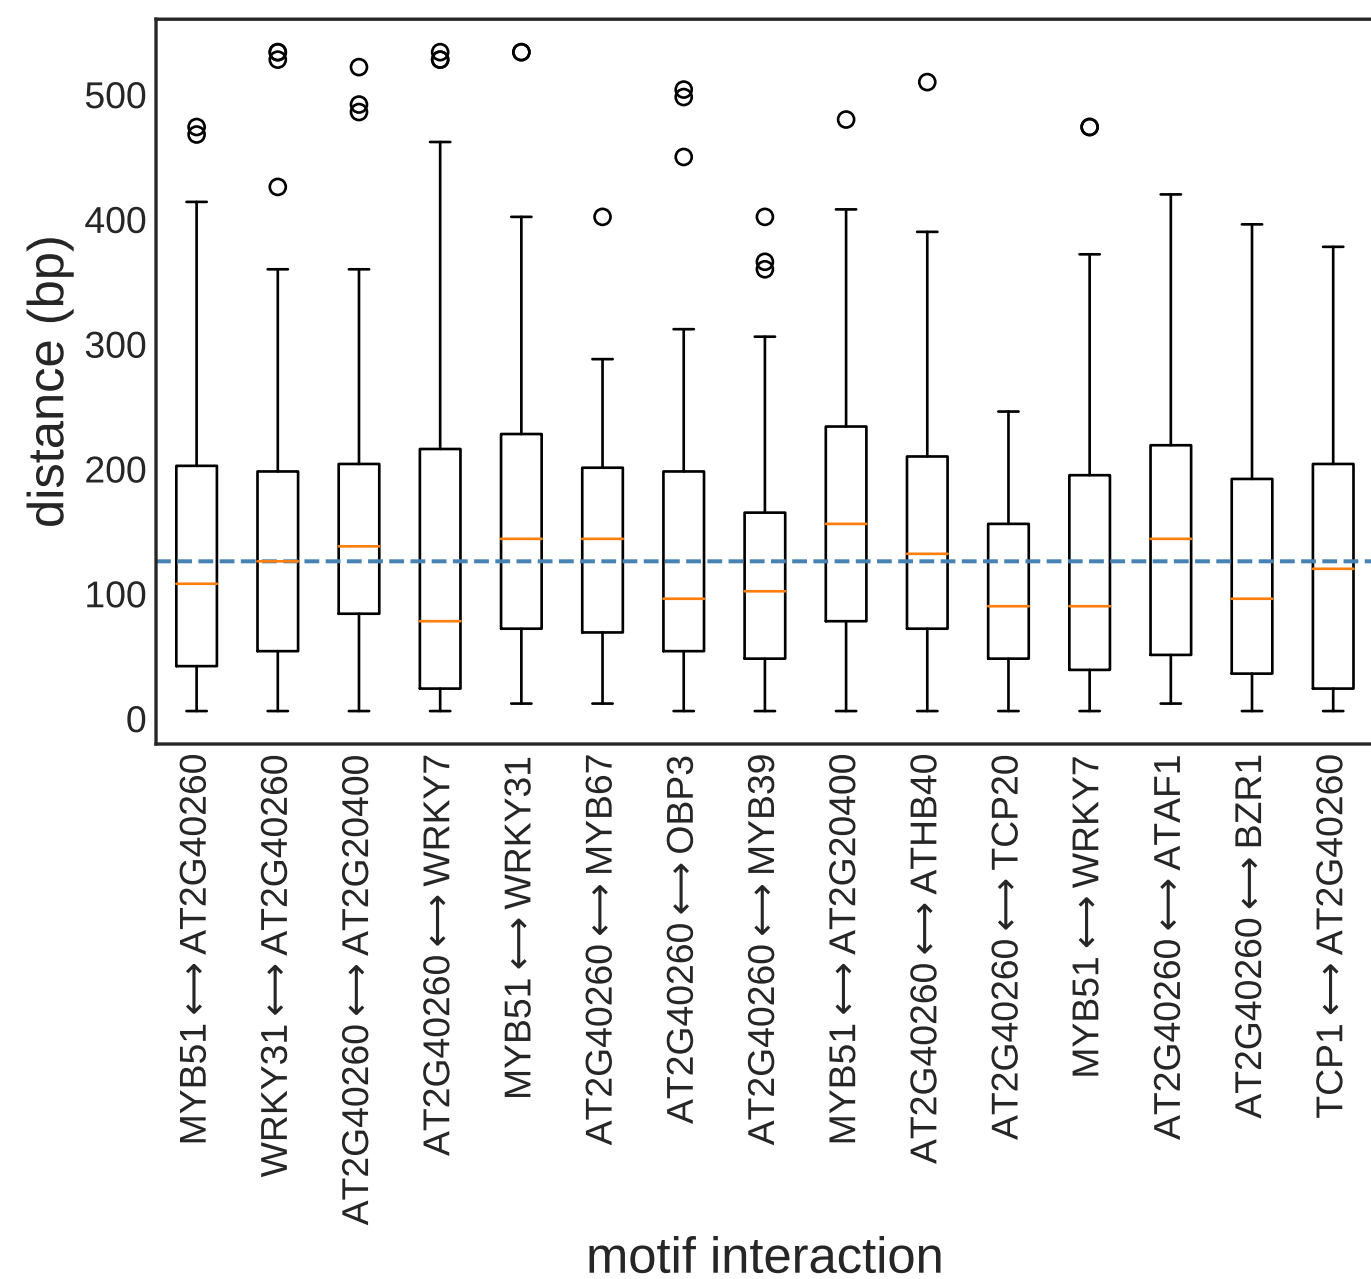 distance (bp)
500
400
300
200
100
0
MYB51 ⟷ AT2G40260
WRKY31 ⟷ AT2G40260
AT2G40260 ⟷ AT2G20400
AT2G40260 ⟷ WRKY7
MYB51 ⟷ WRKY31
AT2G40260 ⟷ MYB67
AT2G40260 ⟷ OBP3
AT2G40260 ⟷ MYB39
MYB51 ⟷ AT2G20400
AT2G40260 ⟷ ATHB40
AT2G40260 ⟷ TCP20
MYB51 ⟷ WRKY7
AT2G40260 ⟷ ATAF1
AT2G40260 ⟷ BZR1
TCP1 ⟷ AT2G40260
motif interaction